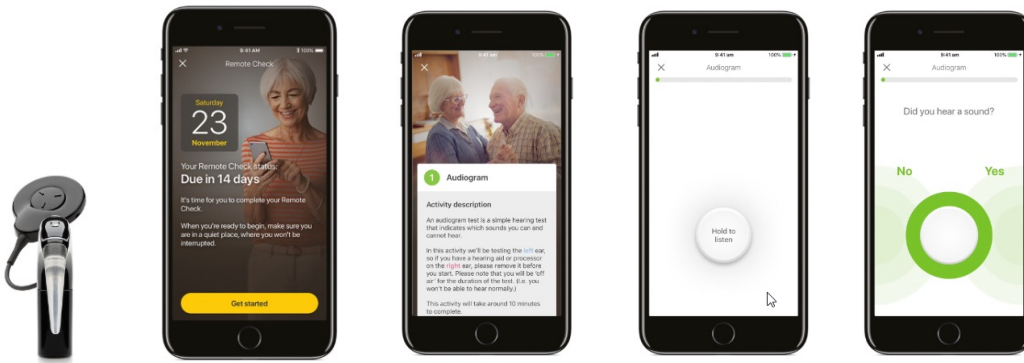 9:41 AM
100%
Remote Check
Saturday
23
November
Your Remote Check status:
Due in 14 days
It's time for you to complete your Remote
Check.
When you're ready to begin, make sure you
are in a quiet place, where you won't be
interrupted.
Get started
9:41 am
100%
1 Audiogram
Activity description
An audiogram test is a simple hearing test
that indicates which sounds you can and
cannot hear.
In this activity we'll be testing the left ear,
so if you have a hearing aid or processor
on the right ear, please remove it before
you start. Please note that you will be 'off
air' for the duration of the test. (I.e. you
won't be able to hear normally.)
This activity will take around 10 minutes
to complete.
9:41 am
100%
Audiogram
Hold to
listen
9:41 am
100%
Audiogram
Did you hear a sound?
No
Yes